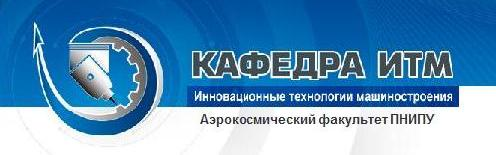 КАФЕДРА ИТМ
Инновационные технологии машиностроения
Аэрокосмический факультет ПНИПУ